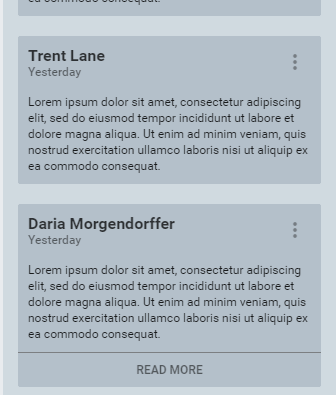 ea commodo consequat.
Trent Lane
Yesterday
Lorem ipsum dolor sit amet, consectetur adipiscing
elit, sed do eiusmod tempor incididunt ut labore et
dolore magna aliqua. Ut enim ad minim veniam, quis
nostrud exercitation ullamco laboris nisi ut aliquip ex
ea commodo consequat.
Daria Morgendorffer
Yesterday
Lorem ipsum dolor sit amet, consectetur adipiscing
elit, sed do eiusmod tempor incididunt ut labore et
dolore magna aliqua. Ut enim ad minim veniam, quis
nostrud exercitation ullamco laboris nisi ut aliquip ex
ea commodo consequat.
READ MORE